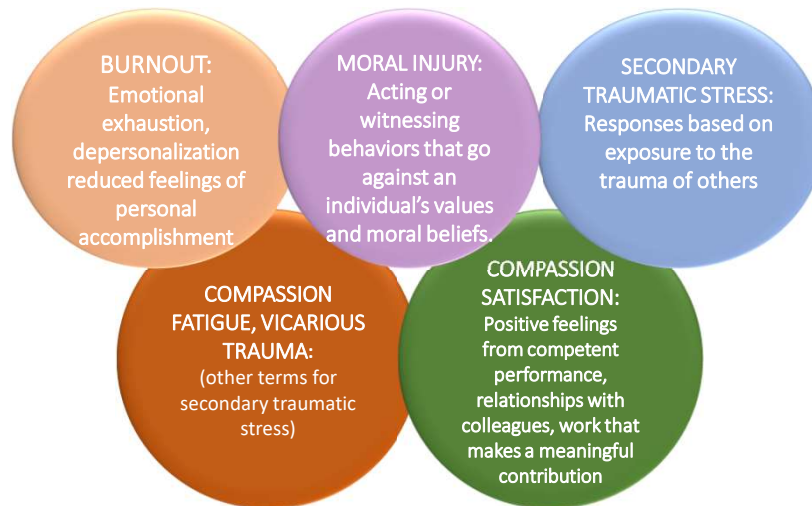 BURNOUT:
Emotional
exhaustion,
depersonalization
reduced feelings of
personal
accomplishment
MORAL INJURY:
Acting or
witnessing
behaviors that go
against an
individual’s values
and moral beliefs.
SECONDARY
TRAUMATIC STRESS:
Responses based on
exposure to the
trauma of others
COMPASSION
FATIGUE, VICARIOUS
TRAUMA:
(other terms for
secondary traumatic
stress)
COMPASSION
SATISFACTION:
Positive feelings
from competent
performance,
relationships with
colleagues, work that
makes a meaningful
contribution